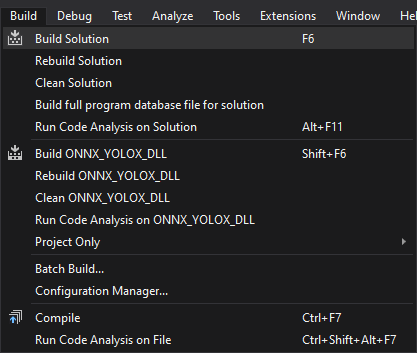 Build Debug Test Analyze Tools Extensions Window
Build Solution F6
Rebuild Solution
Clean Solution
Build full program database file for solution
Run Code Analysis on Solution Alt+F11
Build ONNX_YOLOX_DLL Shift+F6
Rebuild ONNX_YOLOX_DLL
Clean ONNX_YOLOX_DLL
Run Code Analysis on ONNX_YOLOX_DLL
Project Only
Batch Build...
Configuration Manager...
Compile Ctrl+F7
Run Code Analysis on File Ctrl+Shift+Alt+F7